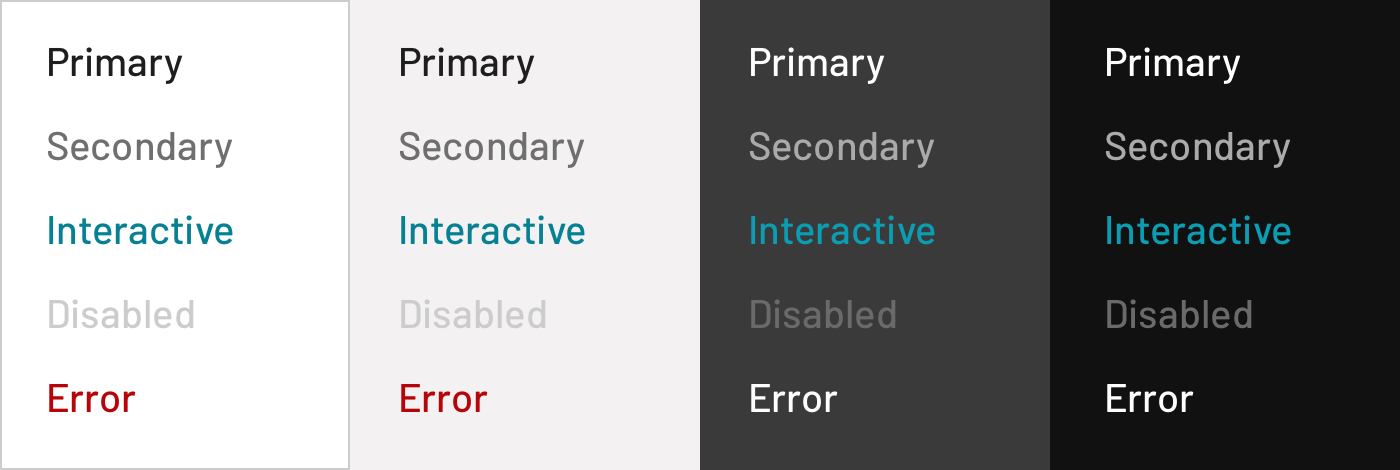 Primary
Secondary
Interactive
Disabled
Error
Primary
Secondary
Interactive
Disabled
Error
Primary
Secondary
Interactive
Disabled
Error
Primary
Secondary
Interactive
Disabled
Error